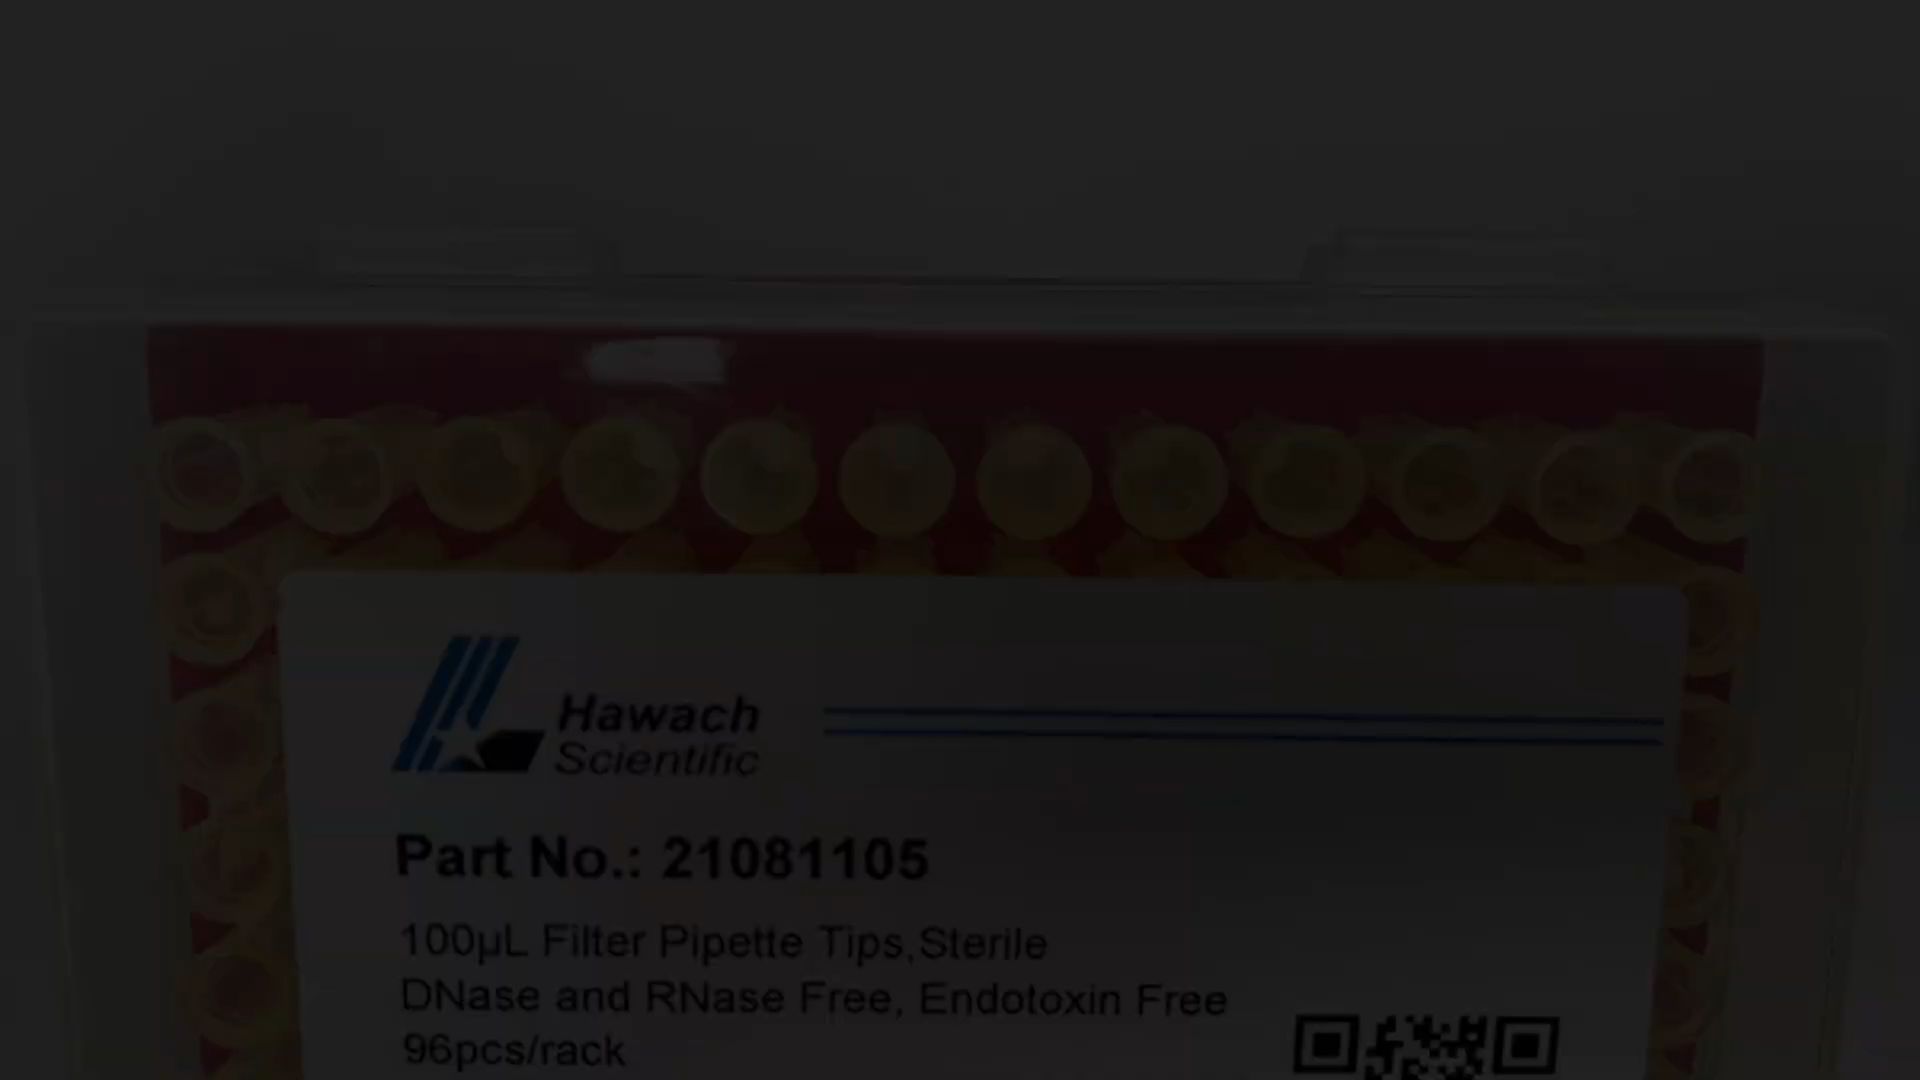 Hawach
Scientific
Part No.: 21081105
100µL Filter Pipette Tips,Sterile
DNase and RNase Free, Endotoxin Free
96pcs/rack